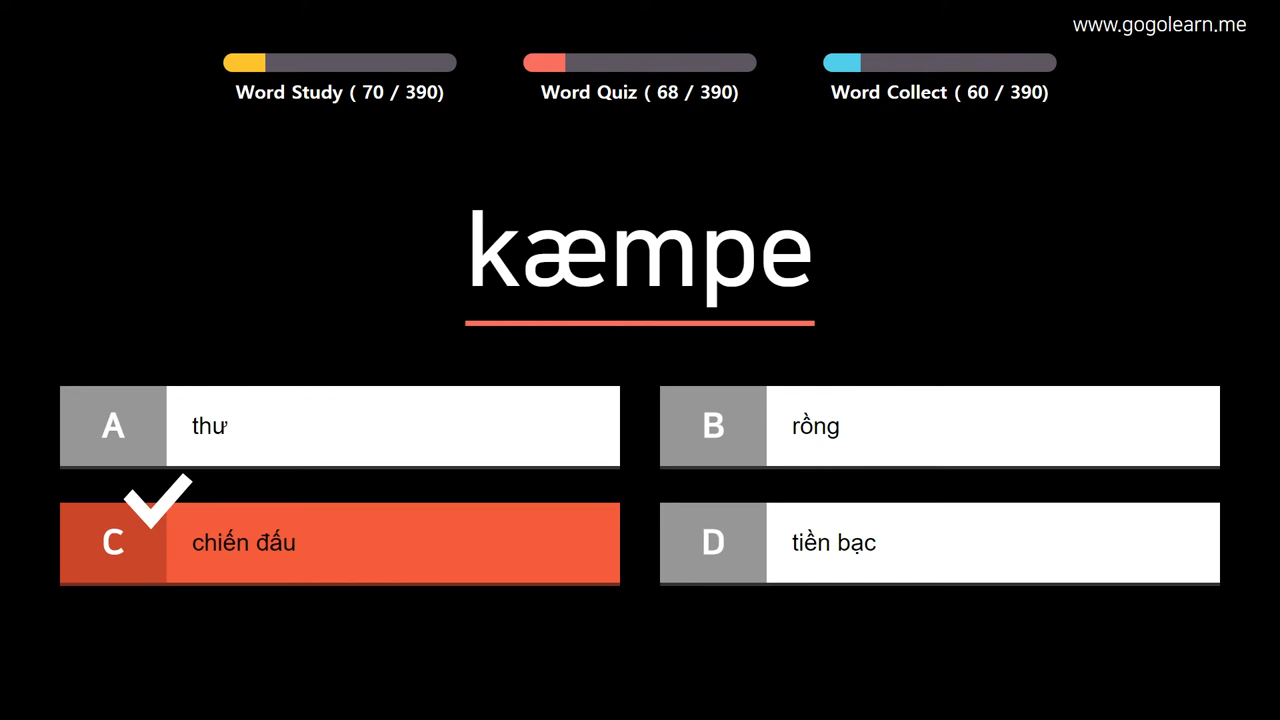 www.gogolearn.me
Word Study ( 70 / 390)
Word Quiz ( 68 / 390)
Word Collect ( 60 / 390)
kæmpe
A thư
B rồng
C chiến đấu
D tiền bạc